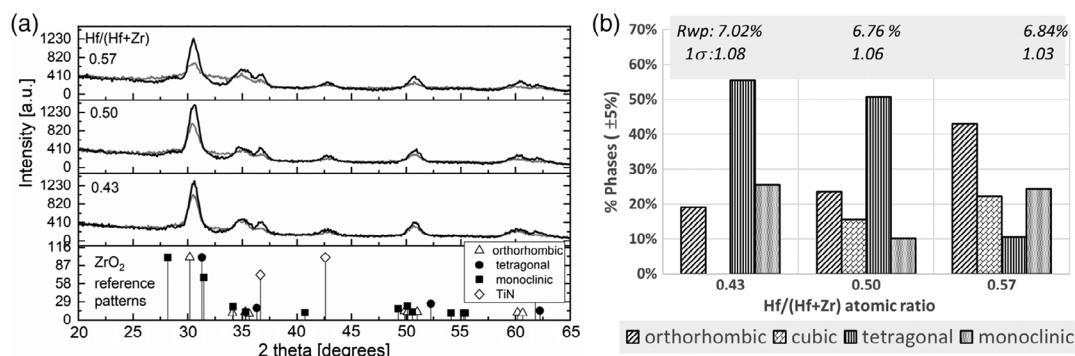 (a)
Hf/(Hf+Zr)
0.57
1230
820
410
0
0.50
1230
820
410
0
0.43
1230
820
410
0
Intensity [a.u.]
116
87
58
29
0
ZrO2
reference
patterns
orthorhombic
tetragonal
monoclinic
TiN
20 25 30 35 40 45 50 55 60 65
2 theta [degrees]
(b)
Rwp: 7.02% 6.76 % 6.84%
1σ:1.08 1.06 1.03
70%
60%
50%
40%
30%
20%
10%
0%
% Phases ( ±5%)
0.43 0.50 0.57
Hf/(Hf+Zr) atomic ratio
orthorhombic cubic tetragonal monoclinic